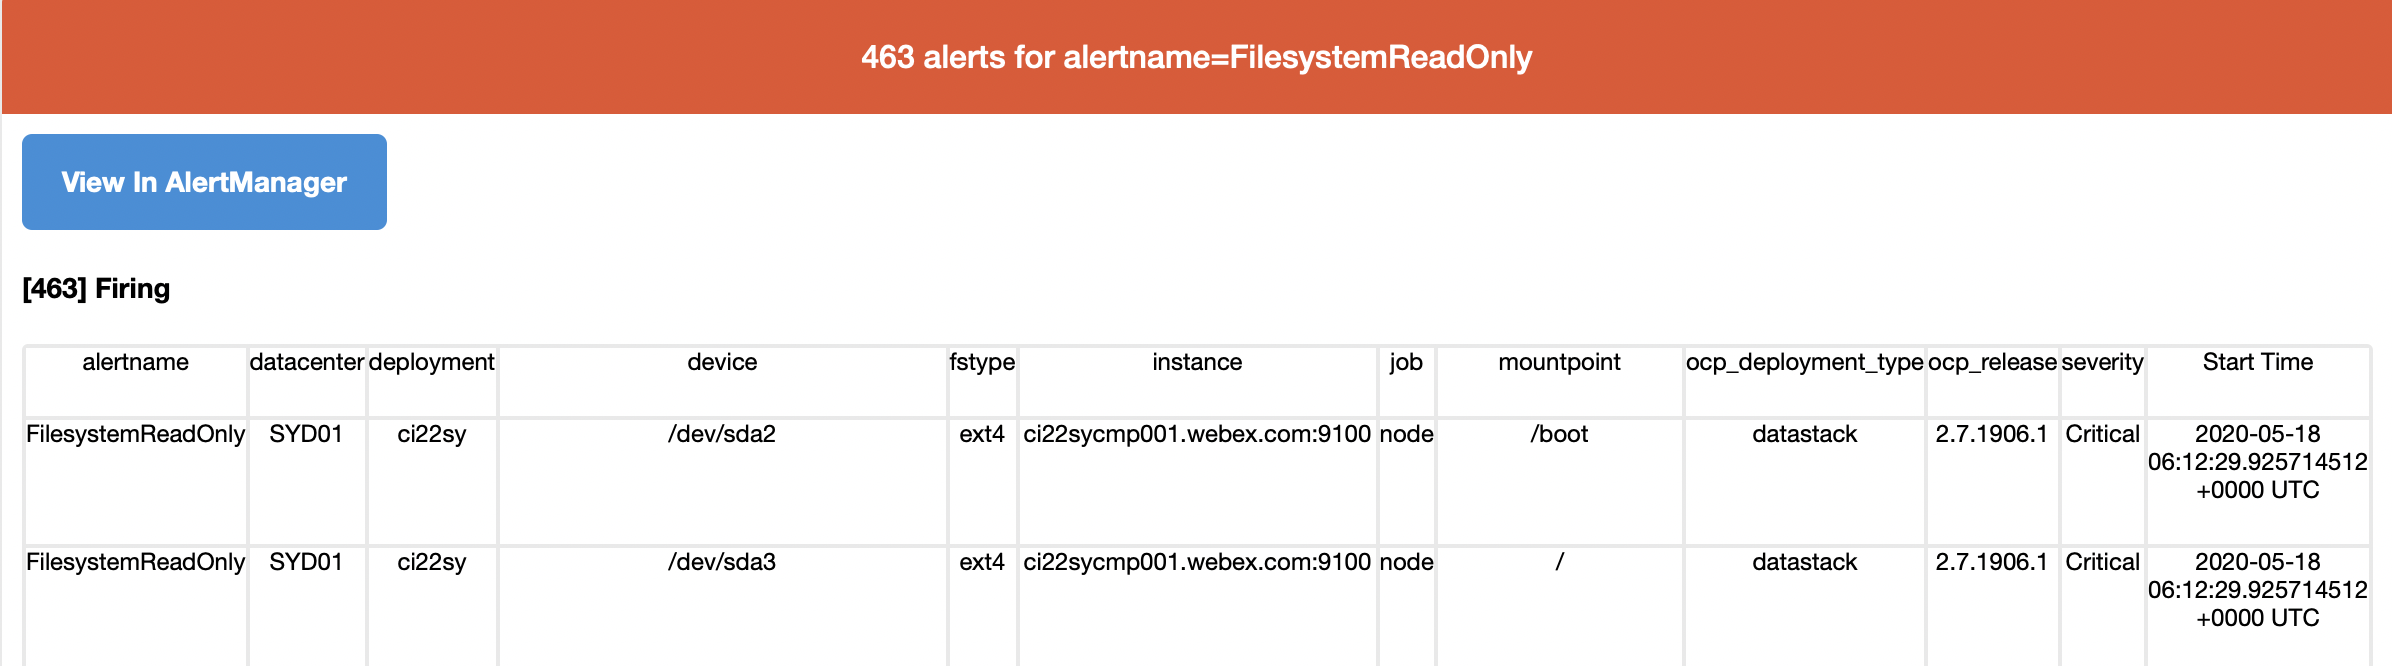 463 alerts for alertname=FilesystemReadOnly
View In AlertManager
[463] Firing
alertname datacenter deployment device fstype instance job mountpoint ocp_deployment_type ocp_release severity Start Time
FilesystemReadOnly SYD01 ci22sy /dev/sda2 ext4 ci22sycmp001.webex.com:9100 node /boot datastack 2.7.1906.1 Critical 2020-05-18
06:12:29.925714512
+0000 UTC
FilesystemReadOnly SYD01 ci22sy /dev/sda3 ext4 ci22sycmp001.webex.com:9100 node / datastack 2.7.1906.1 Critical 2020-05-18
06:12:29.925714512
+0000 UTC